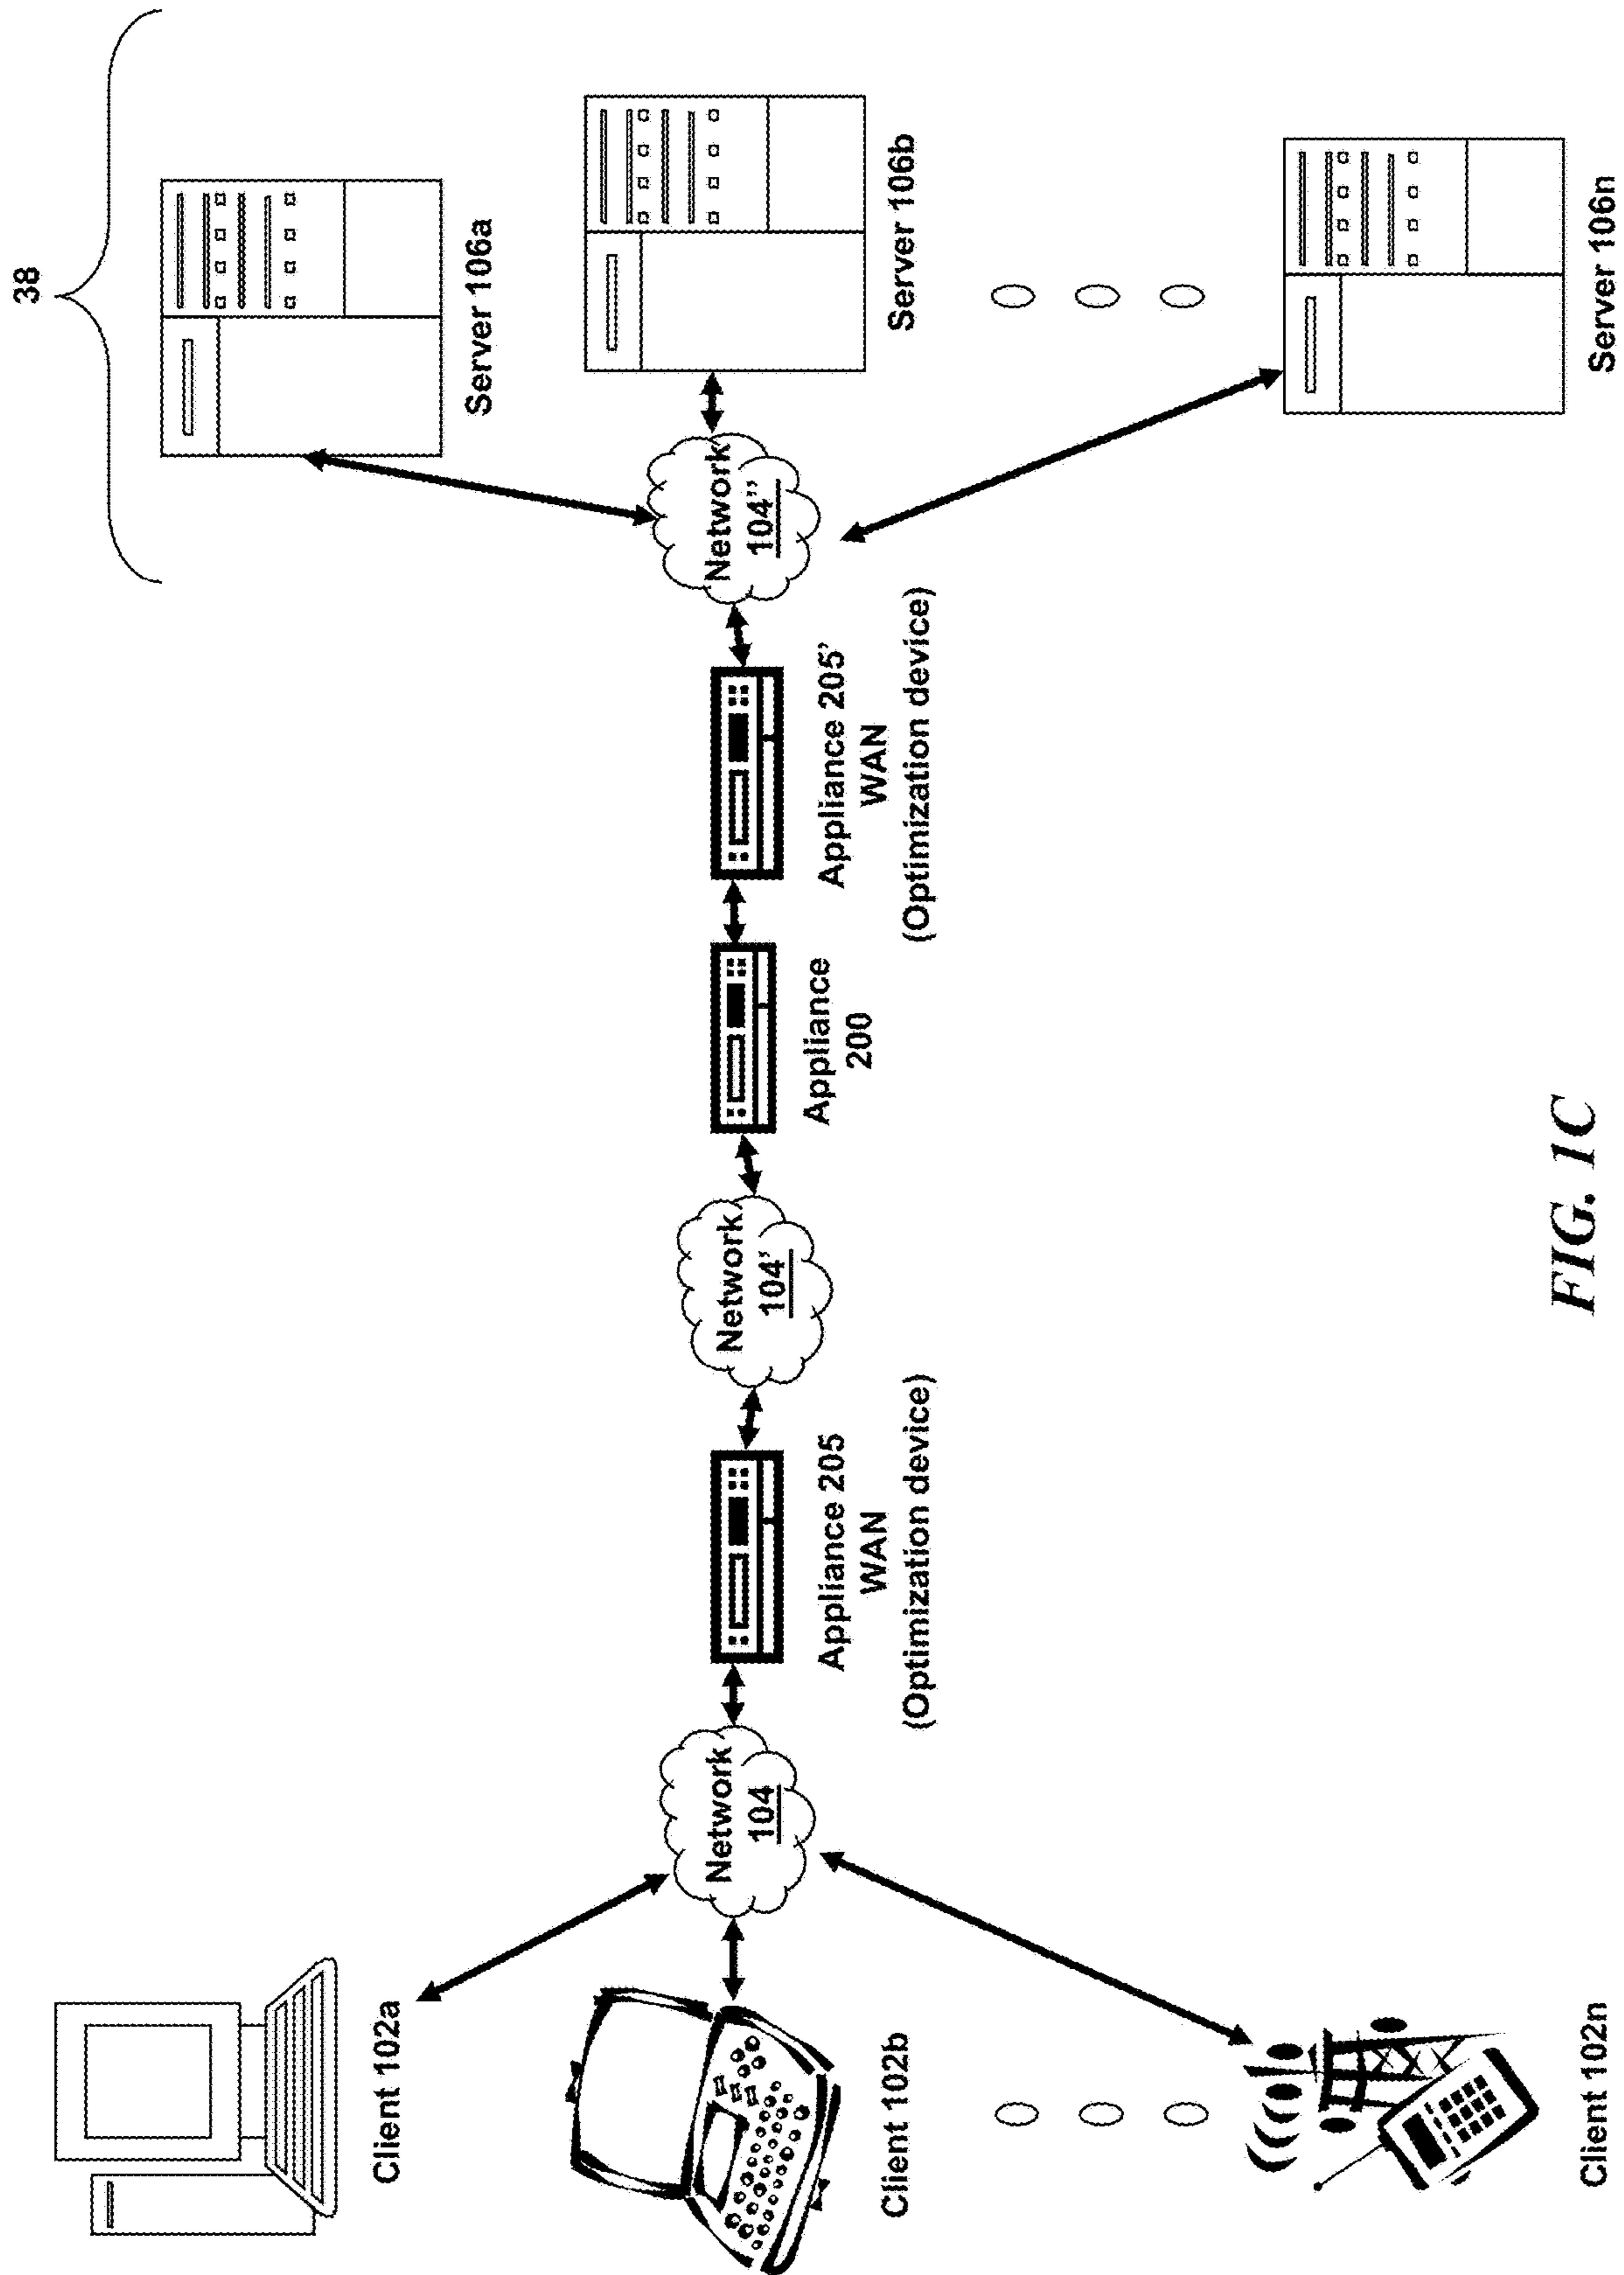 38
Client 102a
Server 106a
Network
104
Appliance 205
WAN
(Optimization device)
Network
104'
Appliance
200
Appliance 205'
WAN
(Optimization device)
Network
104''
Client 102b
Server 106b
Client 102n
Server 106n
FIG. 1C